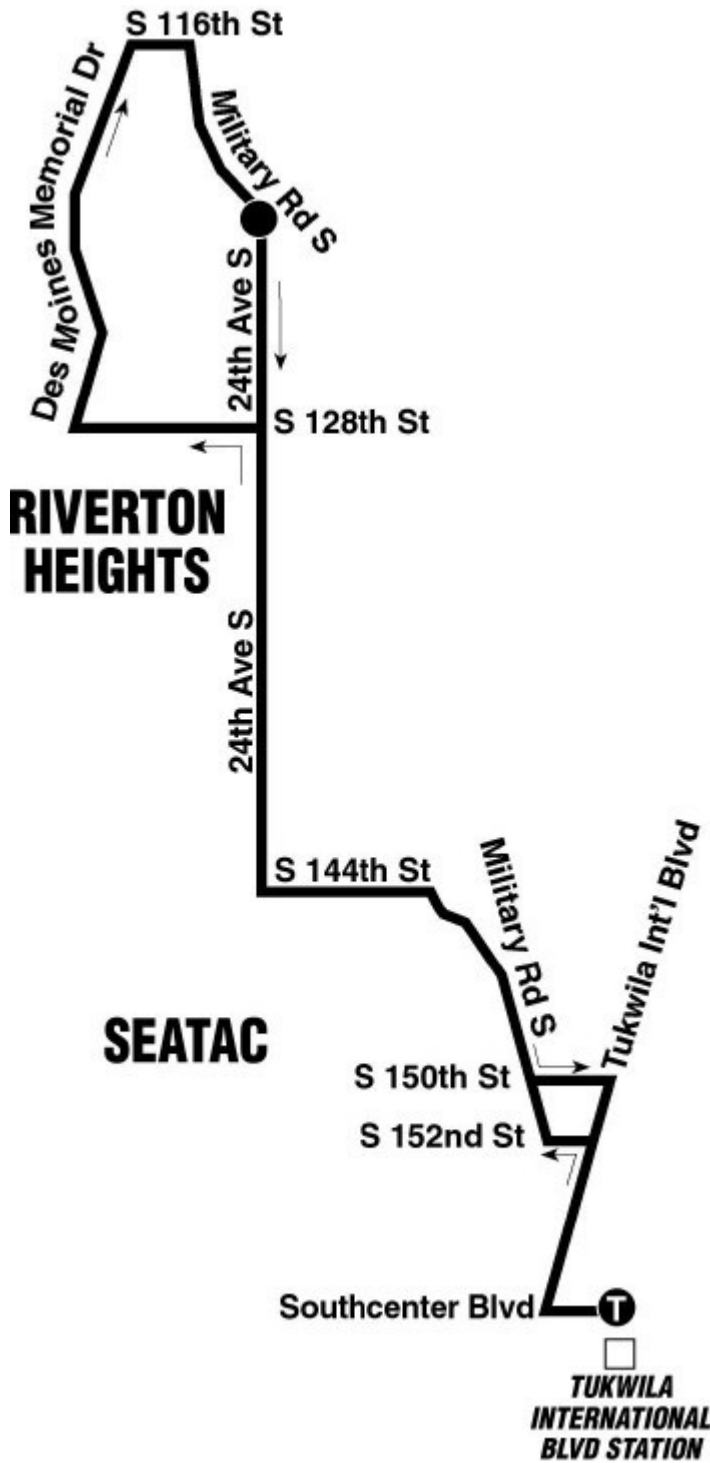 S 116th St
Des Moines Memorial Dr
Military Rd S
24th Ave S
S 128th St
RIVERTON
HEIGHTS
24th Ave S
S 144th St
Military Rd S
Tukwila Int'l Blvd
SEATAC
S 150th St
S 152nd St
Southcenter Blvd
T
TUKWILA
INTERNATIONAL
BLVD STATION